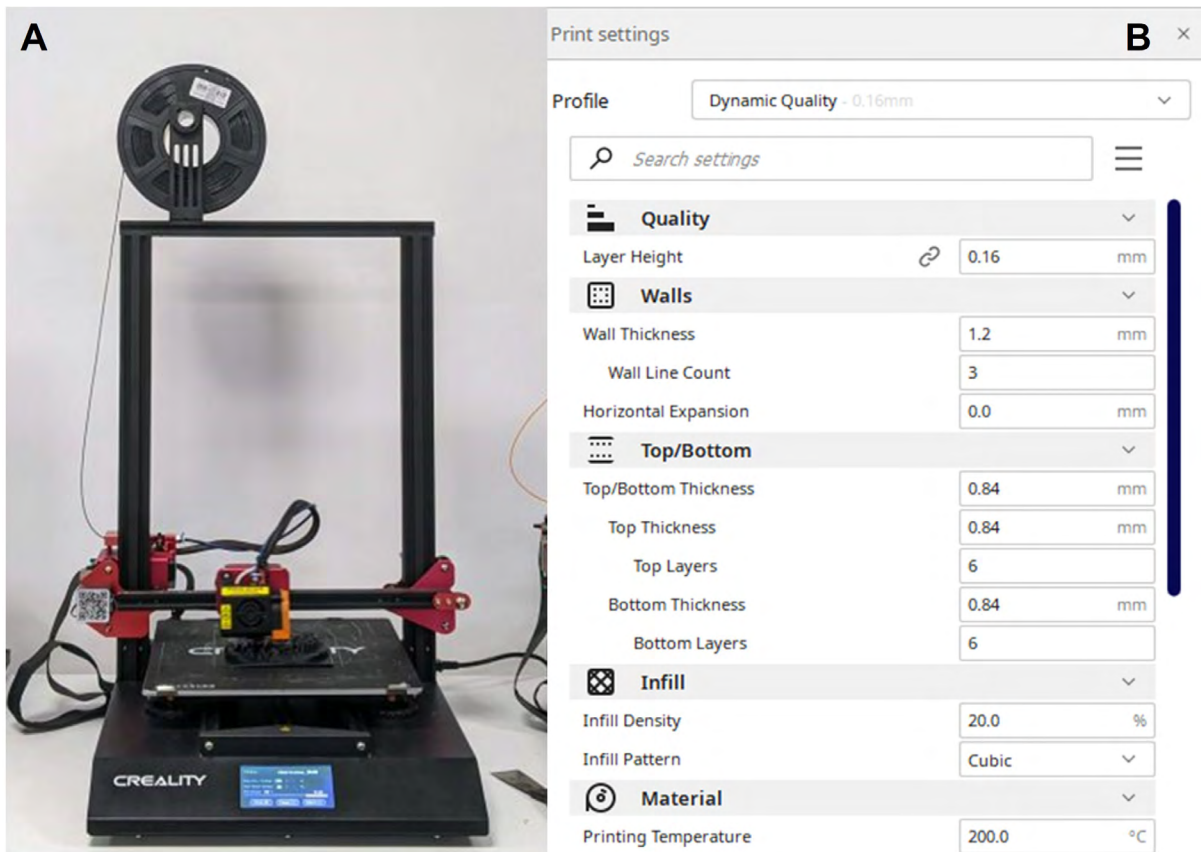 A
CREALITY
CREALITY
Print settings
B
×
Profile
Dynamic Quality - 0.16mm
Search settings
Quality
Layer Height
0.16 mm
Walls
Wall Thickness
1.2 mm
Wall Line Count
3
Horizontal Expansion
0.0 mm
Top/Bottom
Top/Bottom Thickness
0.84 mm
Top Thickness
0.84 mm
Top Layers
6
Bottom Thickness
0.84 mm
Bottom Layers
6
Infill
Infill Density
20.0 %
Infill Pattern
Cubic
Material
Printing Temperature
200.0 °C